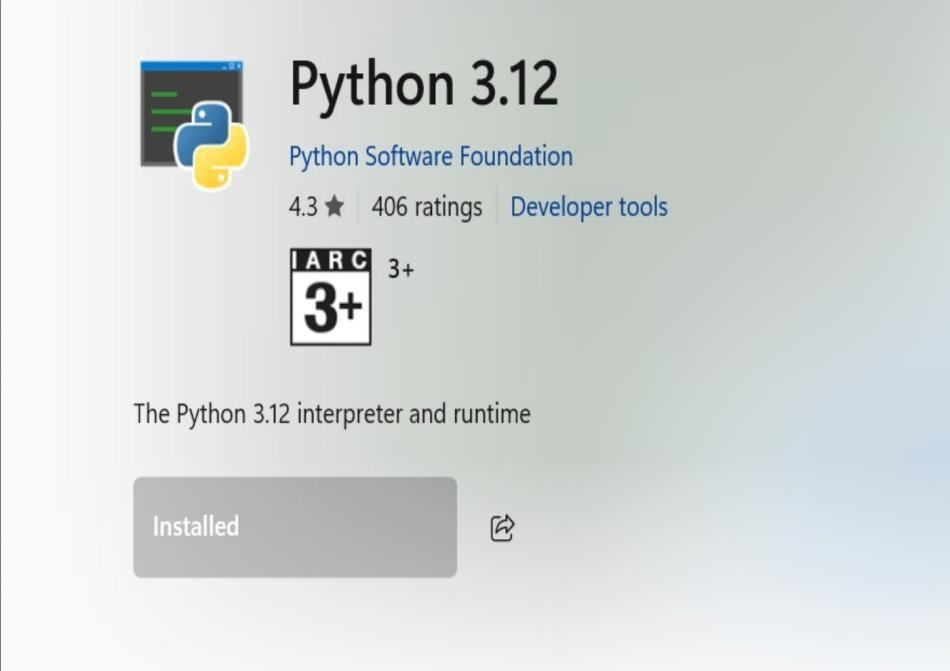 Python 3.12
Python Software Foundation
4.3 ★ 406 ratings Developer tools
IARC
3+ 3+
The Python 3.12 interpreter and runtime
Installed